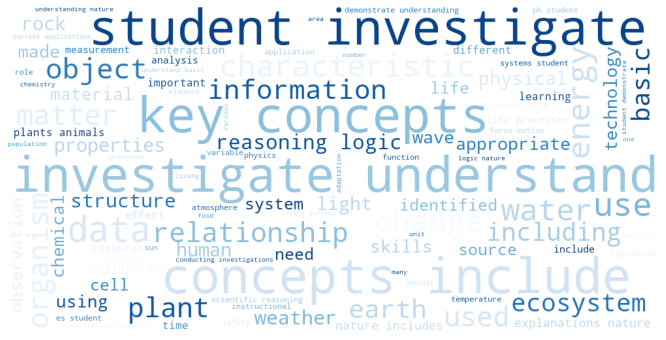 understanding nature
demonstrate understanding
ph student
rock
student investigate
area
current applications
made
measurement
interaction
application
different
systems student
number
basic
object
analysis
characteristic
energy
technology
student demonstrate
role
understand basic
important
physical
chemistry
element
information
life
learning
material
matter
key concepts
various
life processes
force motion
plants animals
reasoning logic
wave
appropriate
one
population
properties
variable
physics
function
logic nature
processes
adaptation
investigate understand
living
structure
system
light
identified
water
use
atmosphere
food
observation
organism
chemical
data
effect
relationship
change
including
unit
sun
human
need
skills
source
include
resource
conducting investigations
many
simple
cell
concepts include
animal
temperature
using
plant
scientific reasoning
instructional
earth
used
ecosystem
es student
time
safety
weather
nature includes
explanations nature